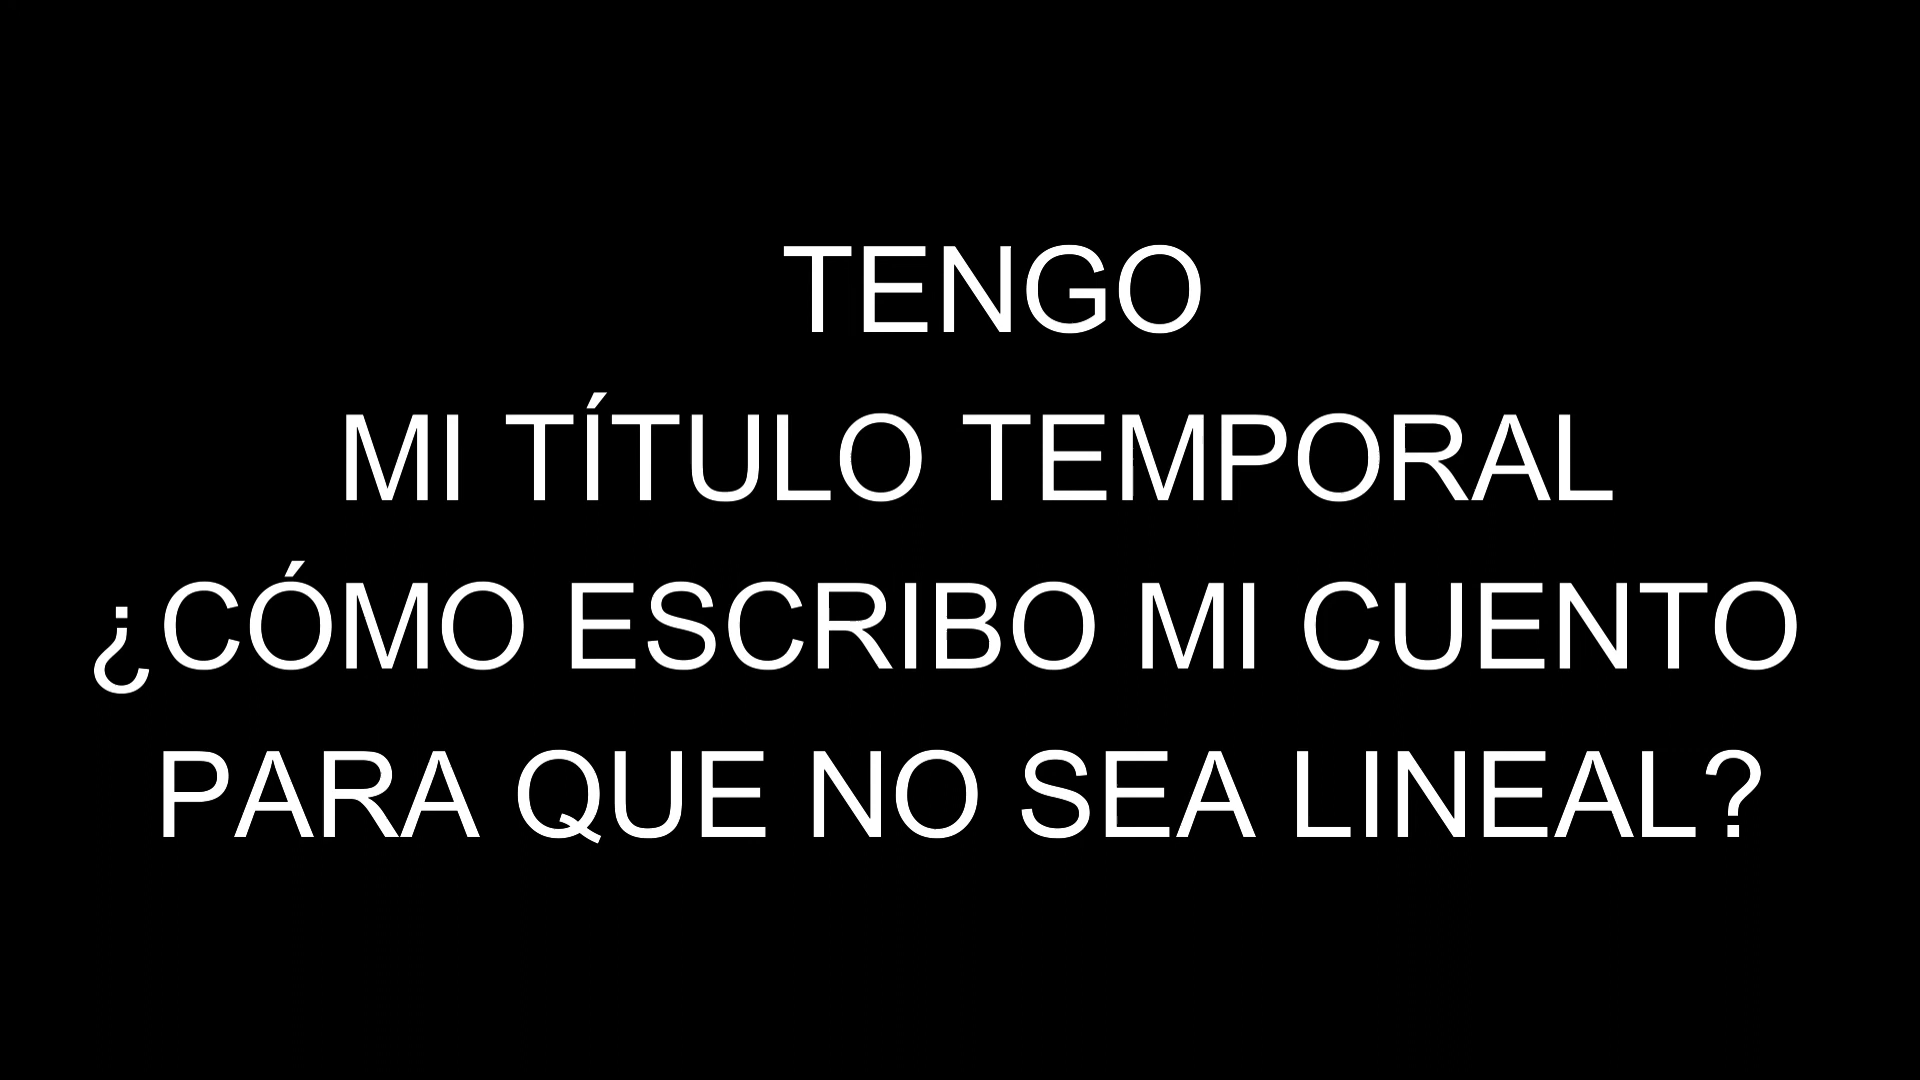 TENGO
MI TÍTULO TEMPORAL
¿CÓMO ESCRIBO MI CUENTO
PARA QUE NO SEA LINEAL?